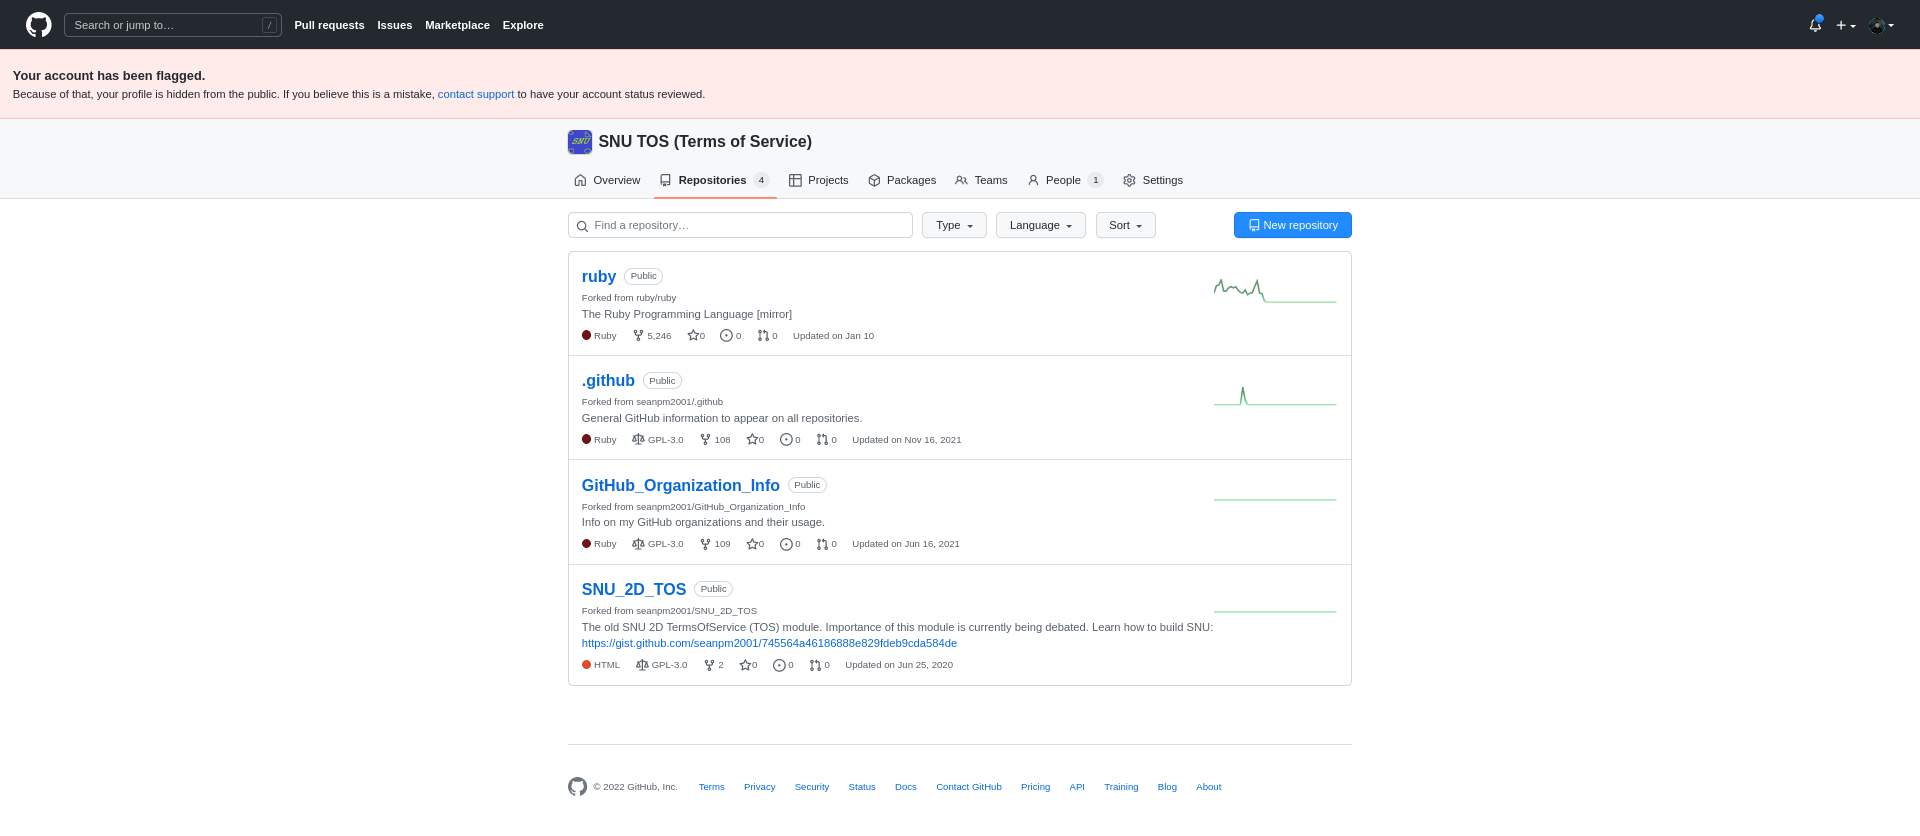 Search or jump to… /
Pull requests Issues Marketplace Explore
Your account has been flagged.
Because of that, your profile is hidden from the public. If you believe this is a mistake, contact support to have your account status reviewed.
SNU
SNU TOS (Terms of Service)
Overview Repositories 4 Projects Packages Teams People 1 Settings
Find a repository… Type Language Sort New repository
ruby Public
Forked from ruby/ruby
The Ruby Programming Language [mirror]
Ruby 5,246 0 0 0 Updated on Jan 10
.github Public
Forked from seanpm2001/.github
General GitHub information to appear on all repositories.
Ruby GPL-3.0 108 0 0 0 Updated on Nov 16, 2021
GitHub_Organization_Info Public
Forked from seanpm2001/GitHub_Organization_Info
Info on my GitHub organizations and their usage.
Ruby GPL-3.0 109 0 0 0 Updated on Jun 16, 2021
SNU_2D_TOS Public
Forked from seanpm2001/SNU_2D_TOS
The old SNU 2D TermsOfService (TOS) module. Importance of this module is currently being debated. Learn how to build SNU:
https://gist.github.com/seanpm2001/745564a46186888e829fdeb9cda584de
HTML GPL-3.0 2 0 0 0 Updated on Jun 25, 2020
© 2022 GitHub, Inc. Terms Privacy Security Status Docs Contact GitHub Pricing API Training Blog About